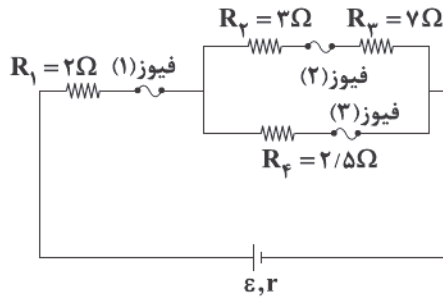 R₂ = ۳Ω
R₃ = ۷Ω
R₁ = ۲Ω
فیوز(۱)
فیوز(۲)
فیوز(۳)
R₄ = ۲/۵Ω
ε,r